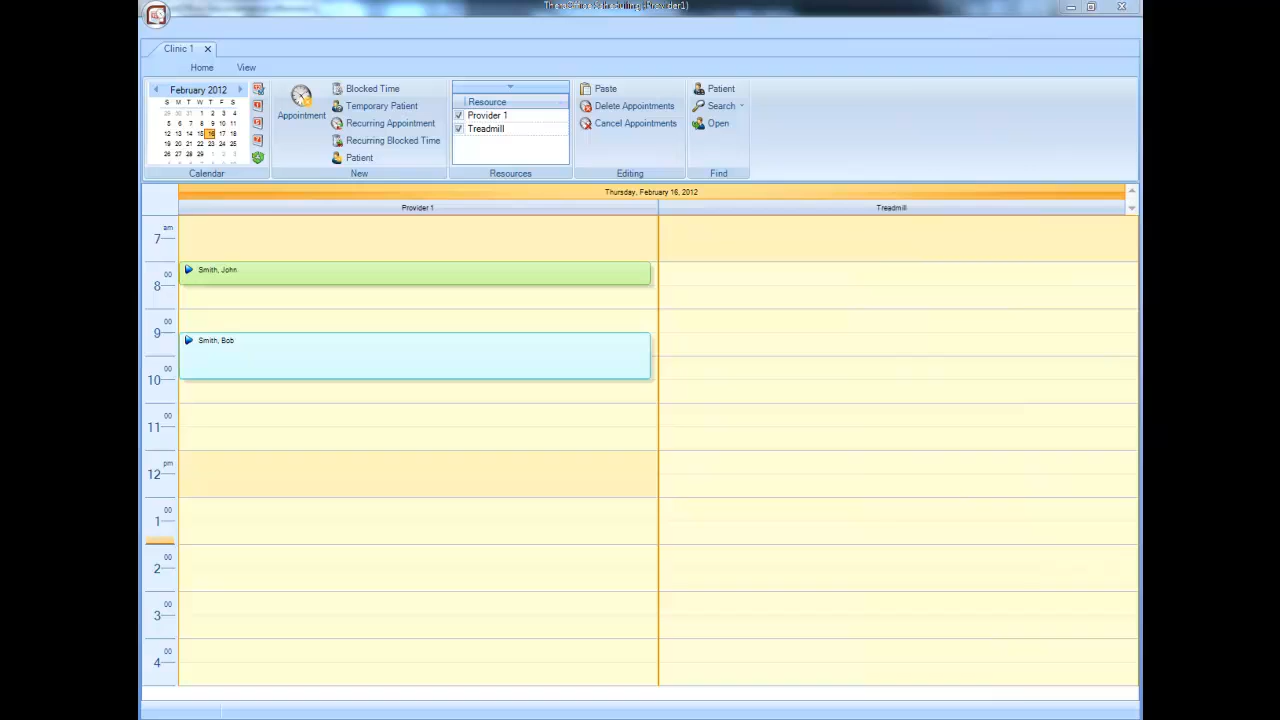 (Provider1)
Clinic 1
Home View
February 2012
S M T W T F S
29 30 31 1 2 3 4
5 6 7 8 9 10 11
12 13 14 15 16 17 18
19 20 21 22 23 24 25
26 27 28 29 1 2 3
Calendar
Appointment
Blocked Time
Temporary Patient
Recurring Appointment
Recurring Blocked Time
Patient
New
Resource
Provider 1
Treadmill
Resources
Paste
Delete Appointments
Cancel Appointments
Editing
Patient
Search
Open
Find
Thursday, February 16, 2012
Provider 1 Treadmill
7 am
Smith, John
8 00
9 00
Smith, Bob
10 00
11 00
12 pm
1 00
2 00
3 00
4 00